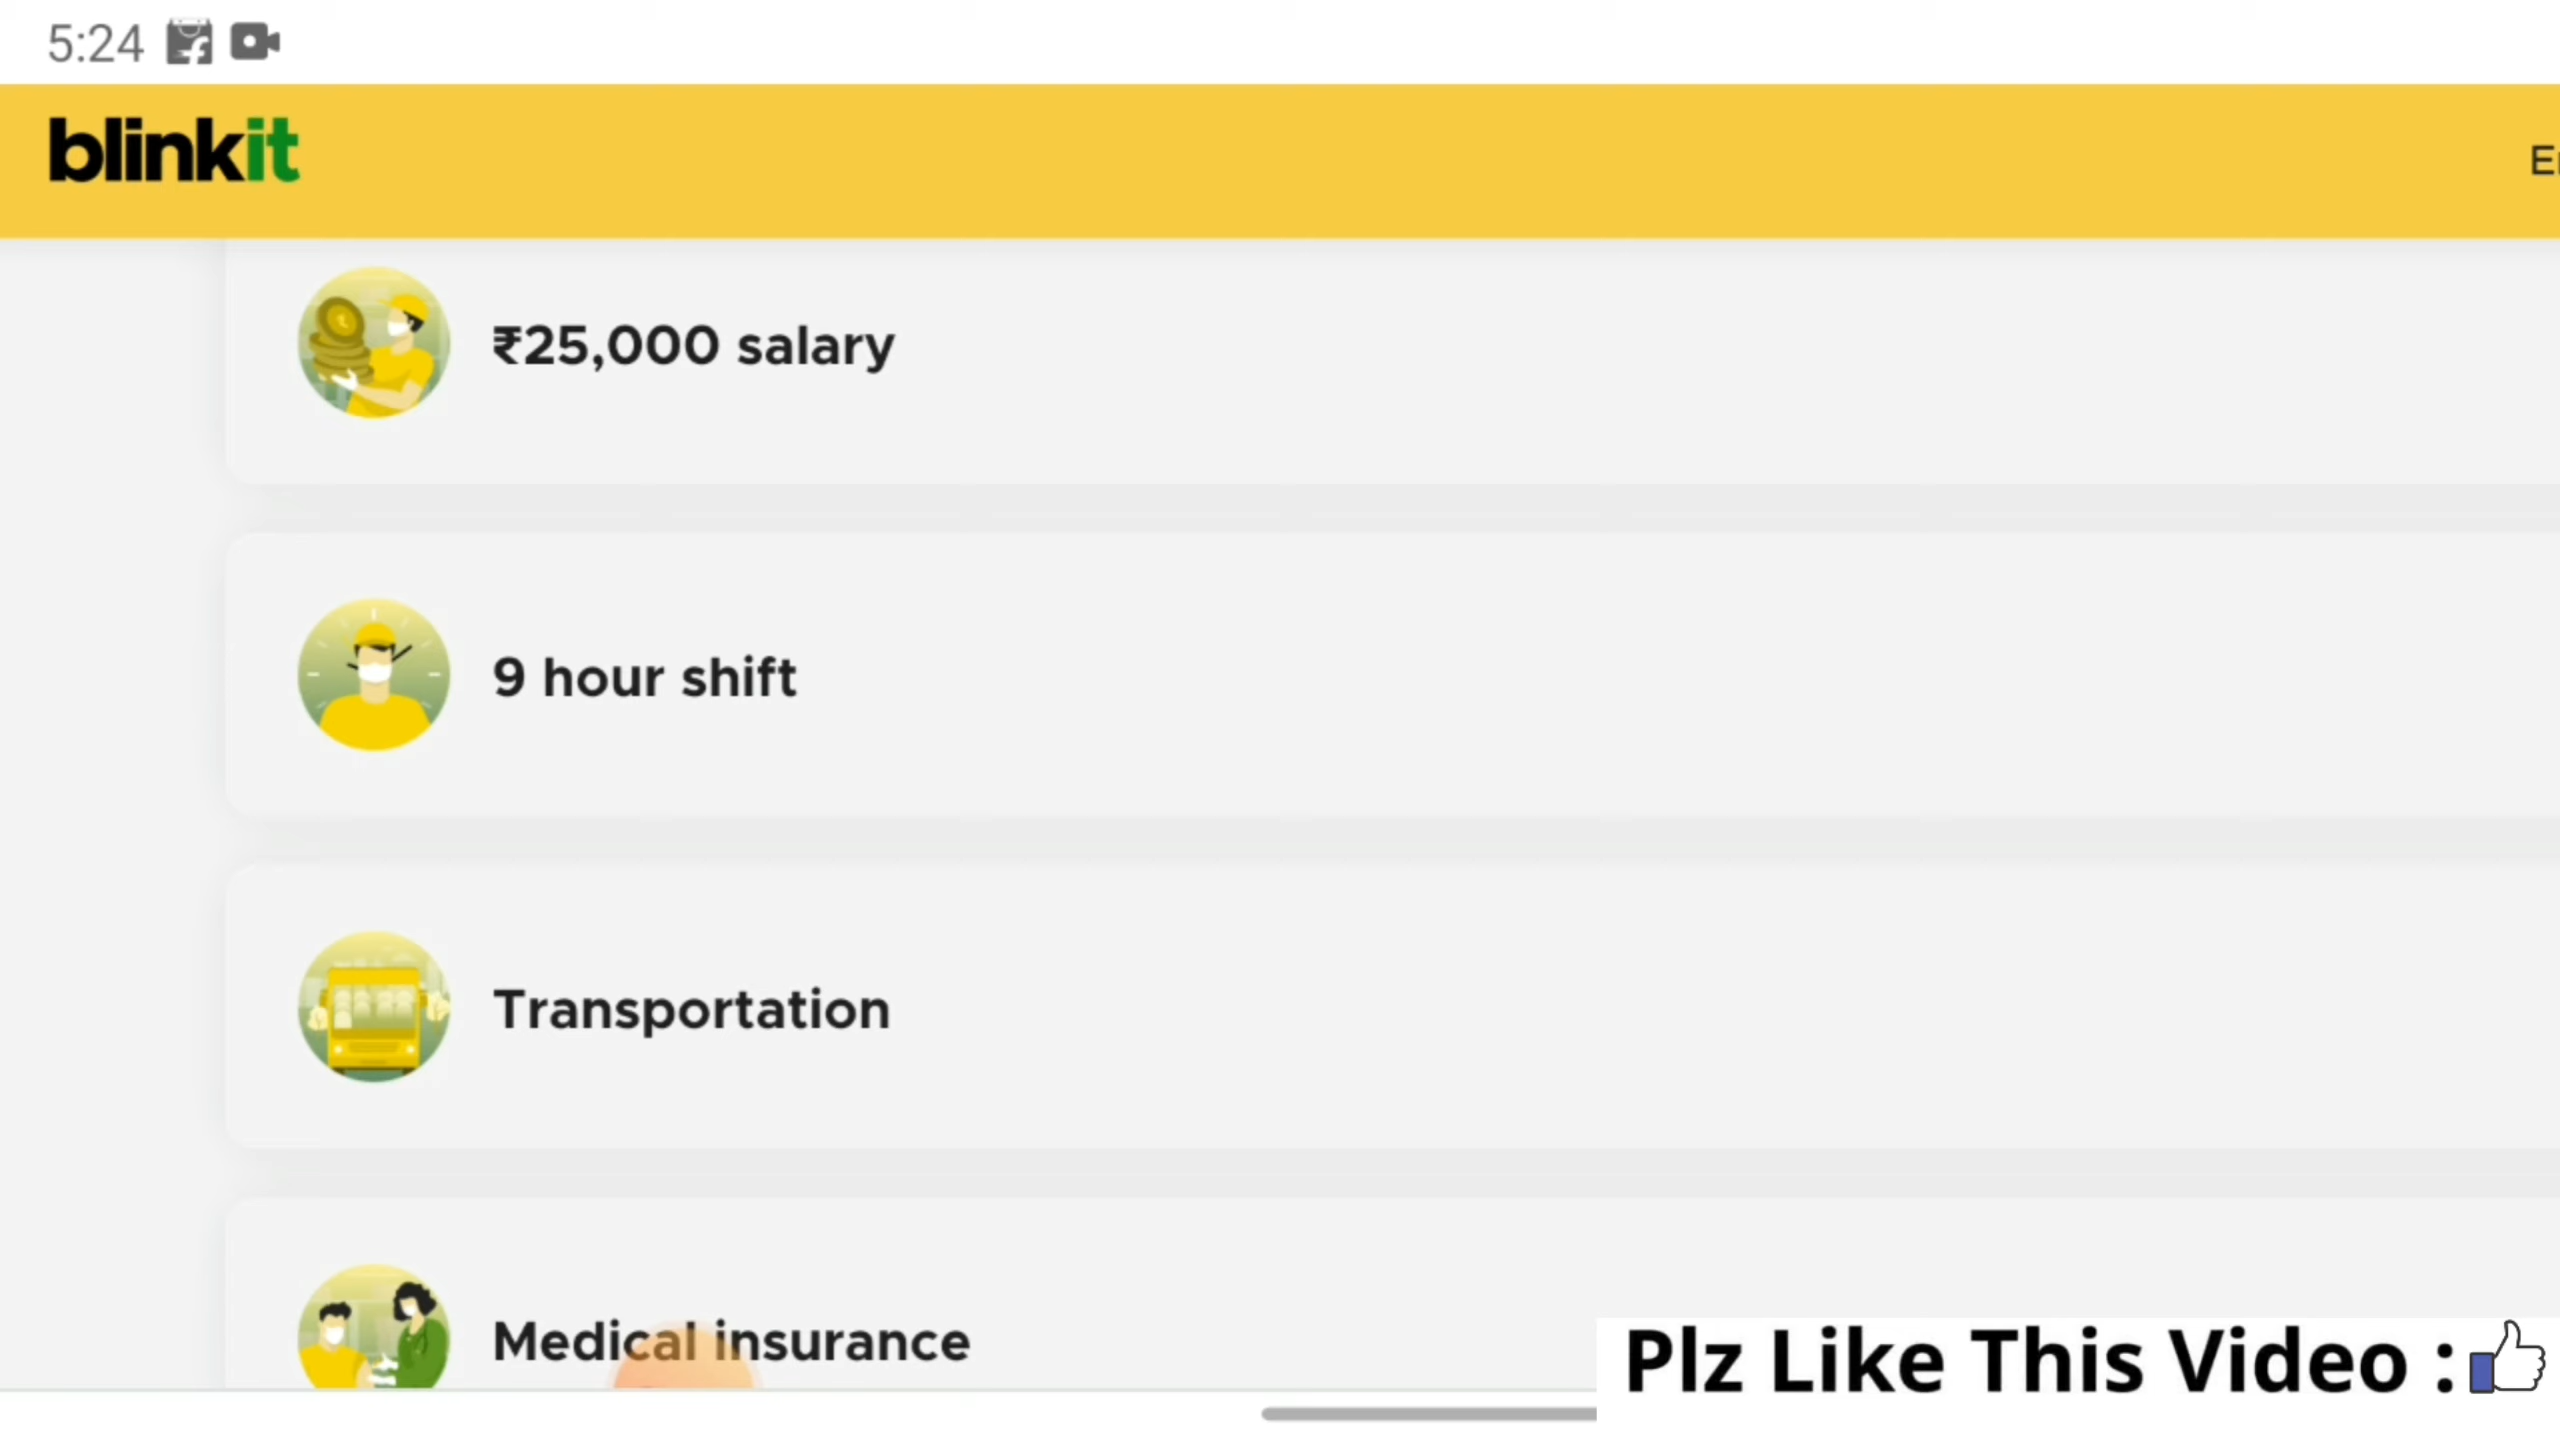 5:24
blinkit
₹25,000 salary
9 hour shift
Transportation
Medical insurance
Plz Like This Video :